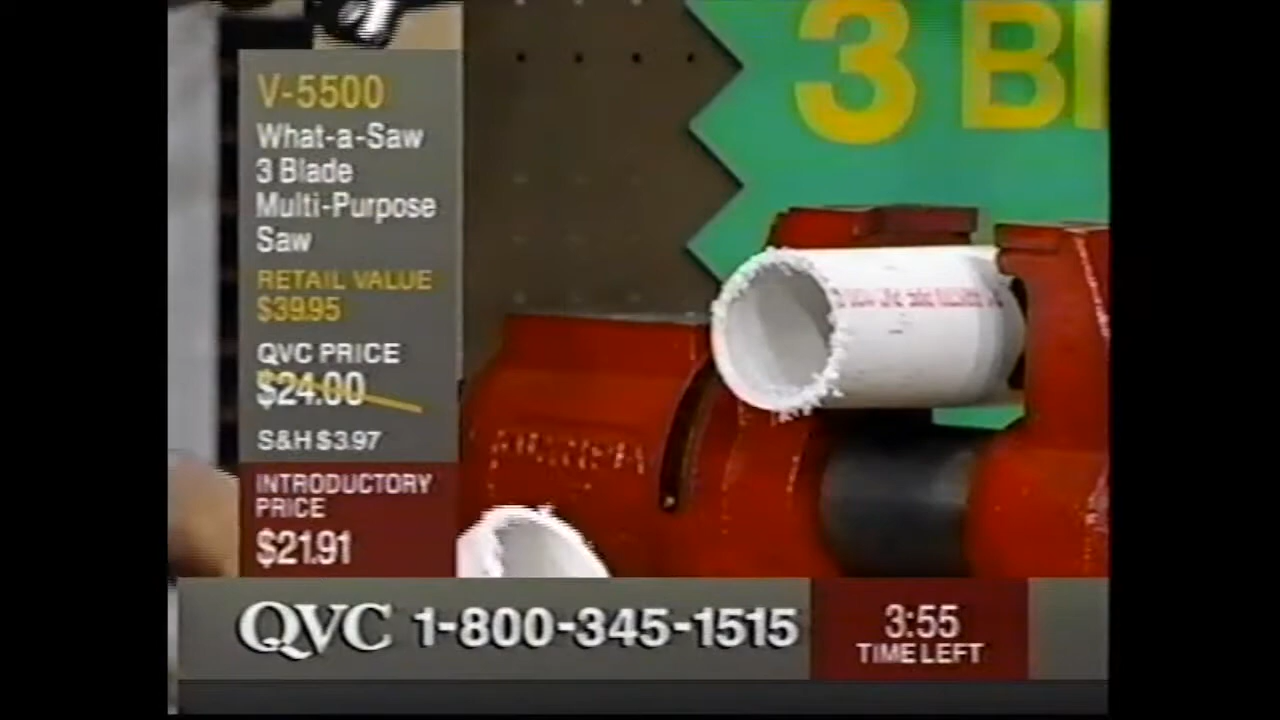 V-5500
What-a-Saw
3 Blade
Multi-Purpose
Saw
RETAIL VALUE
$39.95
QVC PRICE
$24.00
S&H $3.97
INTRODUCTORY
PRICE
$21.91
3 Bl
QVC 1-800-345-1515
3:55
TIME LEFT